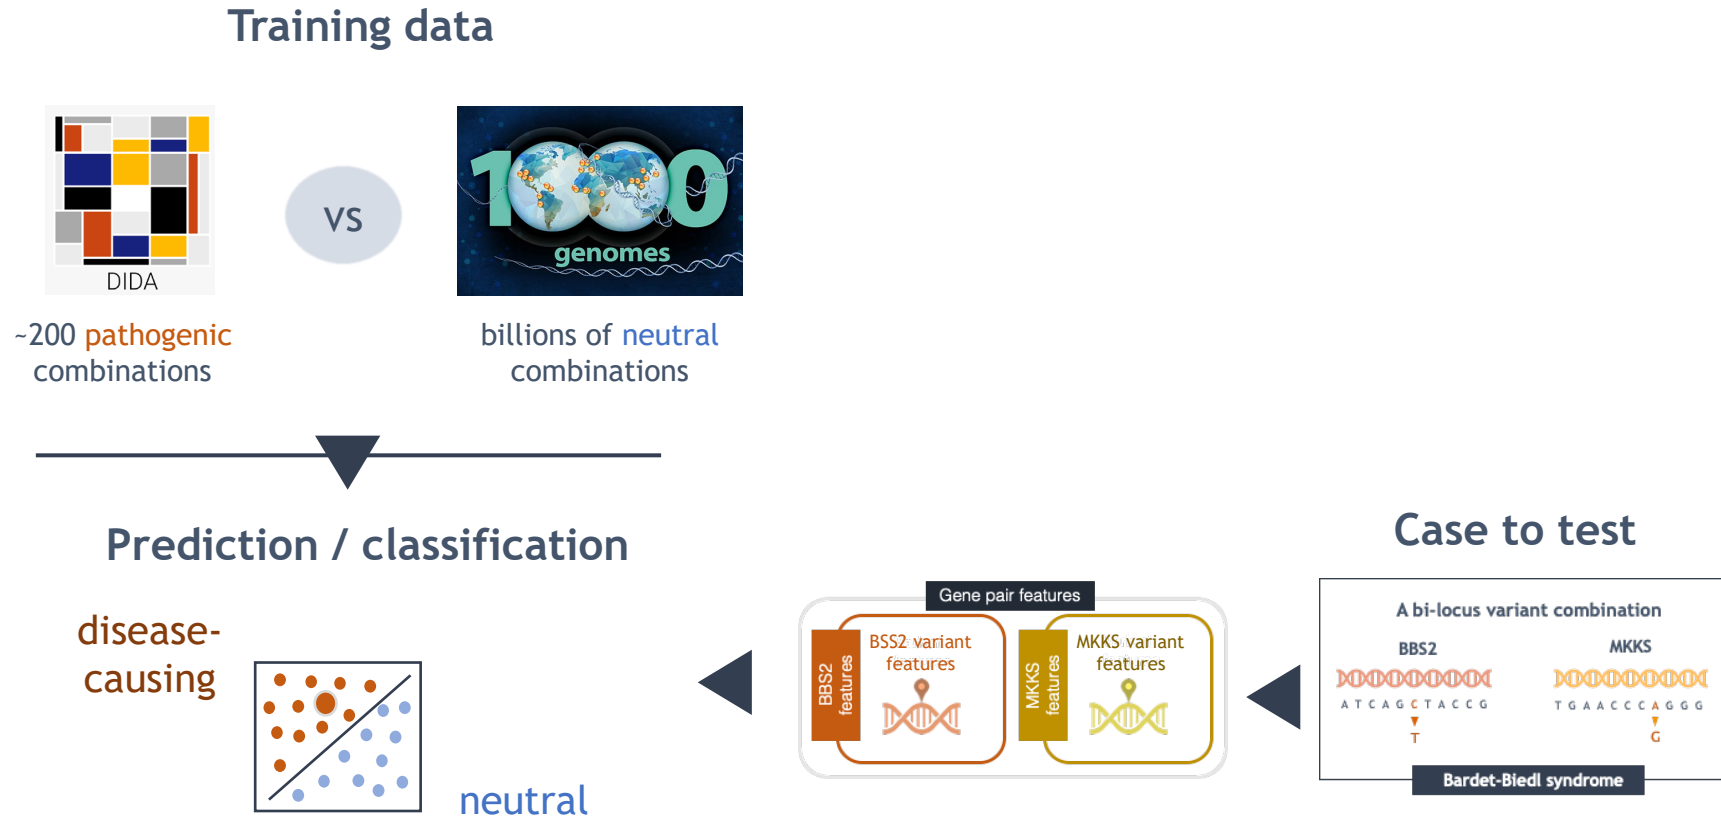 Training data
DIDA
vs
1000
genomes
~200 pathogenic
combinations
billions of neutral
combinations
Prediction / classification
disease-
causing
neutral
Gene pair features
BBS2
features
BSS2 variant
features
MKKS
features
MKKS variant
features
Case to test
A bi-locus variant combination
BBS2
MKKS
A T C A G C T A C C G
T
T G A A C C C A G G G
G
Bardet-Biedl syndrome